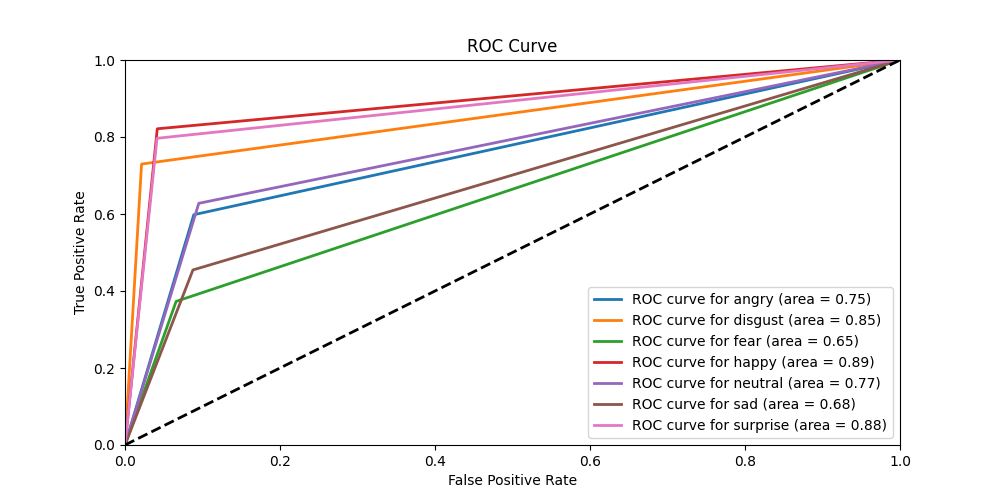 ROC Curve
True Positive Rate
1.0
0.8
0.6
0.4
0.2
0.0
ROC curve for angry (area = 0.75)
ROC curve for disgust (area = 0.85)
ROC curve for fear (area = 0.65)
ROC curve for happy (area = 0.89)
ROC curve for neutral (area = 0.77)
ROC curve for sad (area = 0.68)
ROC curve for surprise (area = 0.88)
0.0 0.2 0.4 0.6 0.8 1.0
False Positive Rate